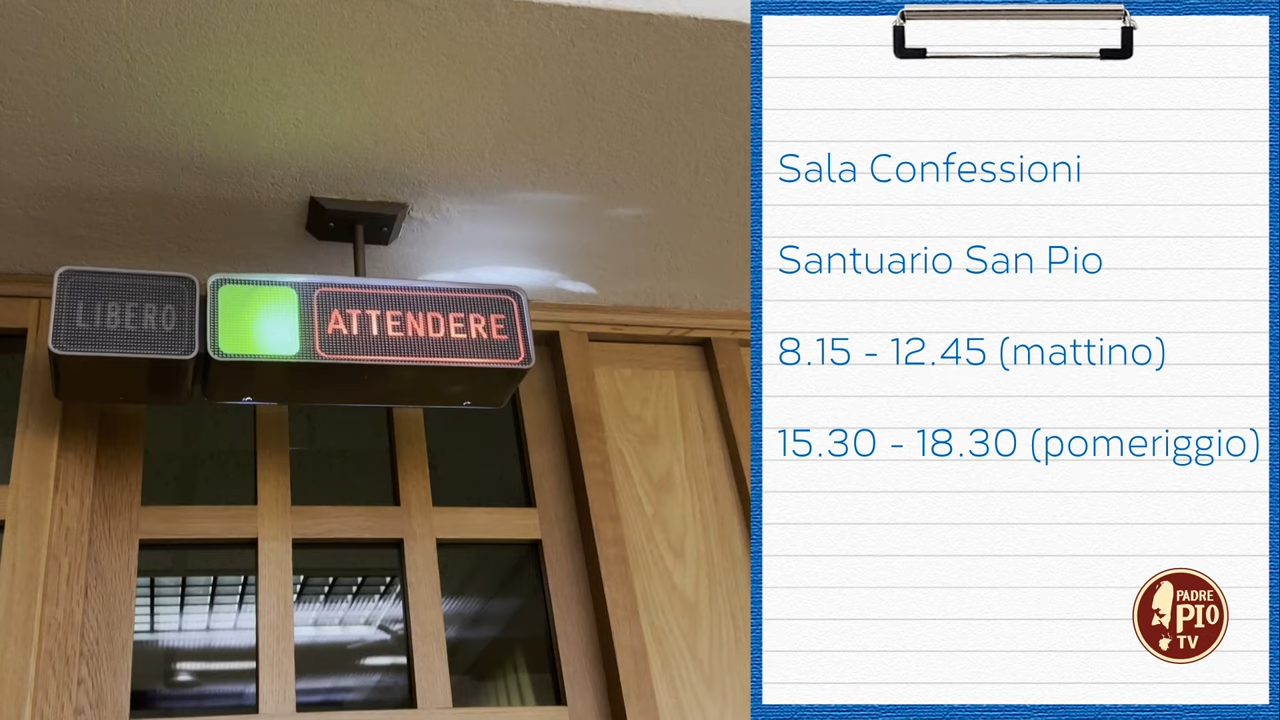 LIBERO
ATTENDERE
Sala Confessioni
Santuario San Pio
8.15 - 12.45 (mattino)
15.30 - 18.30 (pomeriggio)
PADRE
PIO
TV